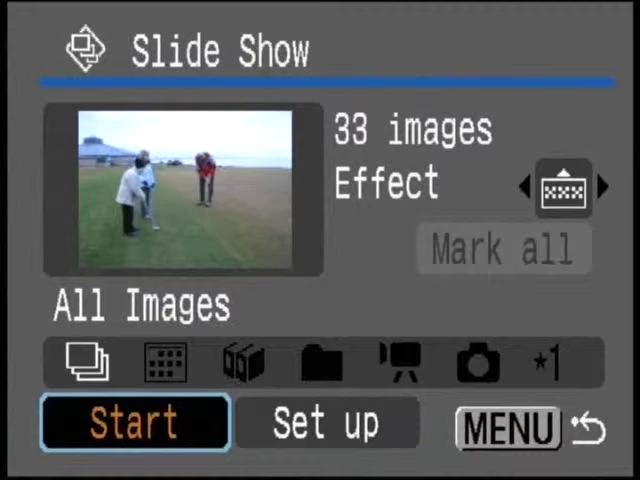 Slide Show
33 images
Effect
Mark all
All Images
*1
Start
Set up
MENU